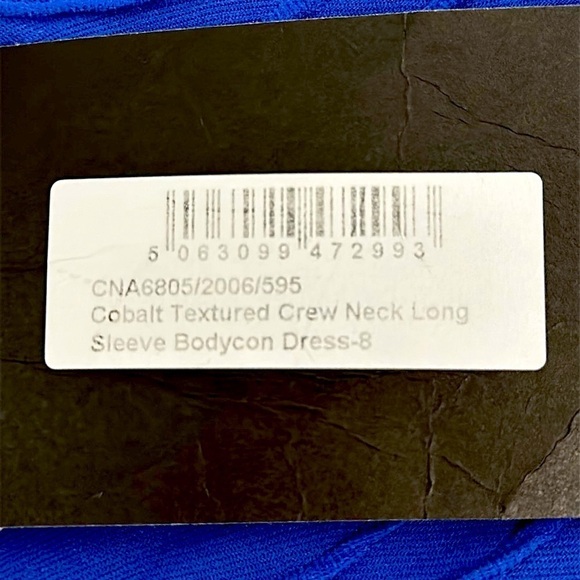 5 063099 472993
CNA6805/2006/595
Cobalt Textured Crew Neck Long
Sleeve Bodycon Dress-8